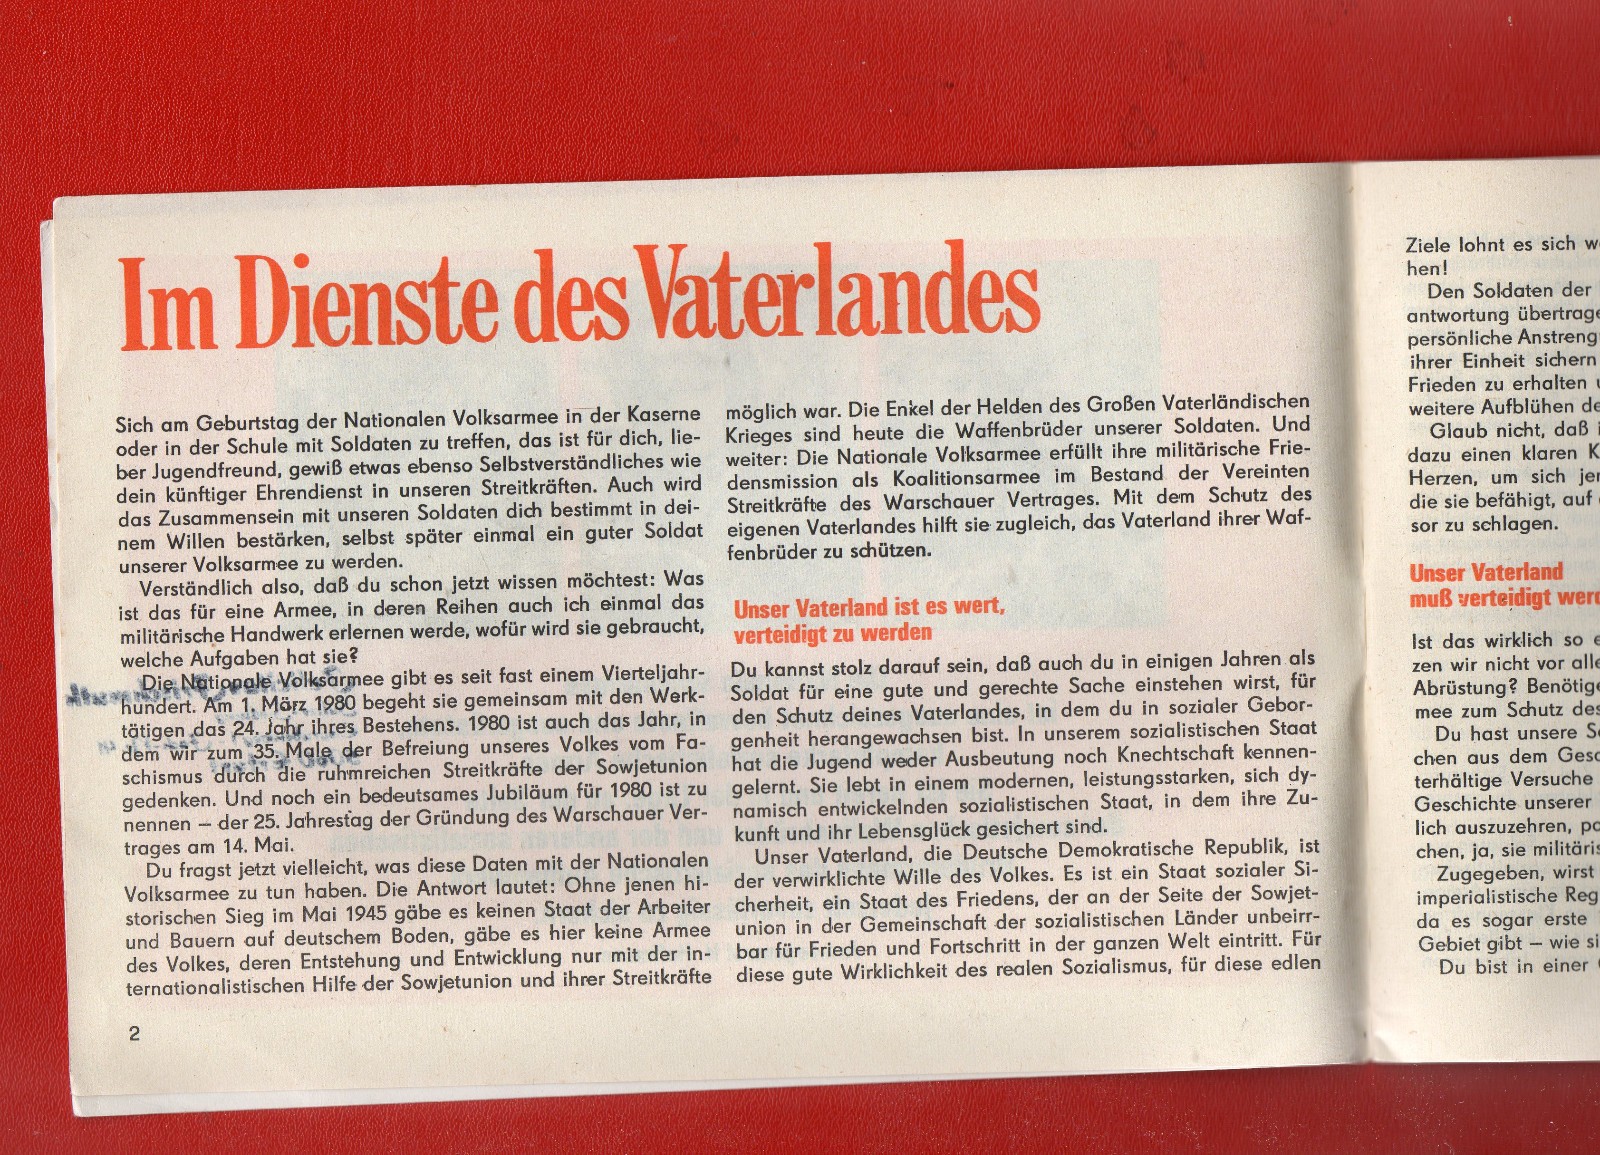 Im Dienste des Vaterlandes
Sich am Geburtstag der Nationalen Volksarmee in der Kaserne
oder in der Schule mit Soldaten zu treffen, das ist für dich, lie-
ber Jugendfreund, gewiß etwas ebenso Selbstverständliches wie
dein künftiger Ehrendienst in unseren Streitkräften. Auch wird
das Zusammensein mit unseren Soldaten dich bestimmt in dei-
nem Willen bestärken, selbst später einmal ein guter Soldat
unserer Volksarmee zu werden.
Verständlich also, daß du schon jetzt wissen möchtest: Was
ist das für eine Armee, in deren Reihen auch ich einmal das
militärische Handwerk erlernen werde, wofür wird sie gebraucht,
welche Aufgaben hat sie?
Die Nationale Volksarmee gibt es seit fast einem Vierteljahr-
hundert. Am 1. März 1980 begeht sie gemeinsam mit den Werk-
tätigen das 24. Jahr ihres Bestehens. 1980 ist auch das Jahr, in
dem wir zum 35. Male der Befreiung unseres Volkes vom Fa-
schismus durch die ruhmreichen Streitkräfte der Sowjetunion
gedenken. Und noch ein bedeutsames Jubiläum für 1980 ist zu
nennen – der 25. Jahrestag der Gründung des Warschauer Ver-
trages am 14. Mai.
Du fragst jetzt vielleicht, was diese Daten mit der Nationalen
Volksarmee zu tun haben. Die Antwort lautet: Ohne jenen hi-
storischen Sieg im Mai 1945 gäbe es keinen Staat der Arbeiter
und Bauern auf deutschem Boden, gäbe es hier keine Armee
des Volkes, deren Entstehung und Entwicklung nur mit der in-
ternationalistischen Hilfe der Sowjetunion und ihrer Streitkräfte
2
möglich war. Die Enkel der Helden des Großen Vaterländischen
Krieges sind heute die Waffenbrüder unserer Soldaten. Und
weiter: Die Nationale Volksarmee erfüllt ihre militärische Frie-
densmission als Koalitionsarmee im Bestand der Vereinten
Streitkräfte des Warschauer Vertrages. Mit dem Schutz des
eigenen Vaterlandes hilft sie zugleich, das Vaterland ihrer Waf-
fenbrüder zu schützen.
Unser Vaterland ist es wert,
verteidigt zu werden
Du kannst stolz darauf sein, daß auch du in einigen Jahren als
Soldat für eine gute und gerechte Sache einstehen wirst, für
den Schutz deines Vaterlandes, in dem du in sozialer Gebor-
genheit herangewachsen bist. In unserem sozialistischen Staat
hat die Jugend weder Ausbeutung noch Knechtschaft kennen-
gelernt. Sie lebt in einem modernen, leistungsstarken, sich dy-
namisch entwickelnden sozialistischen Staat, in dem ihre Zu-
kunft und ihr Lebensglück gesichert sind.
Unser Vaterland, die Deutsche Demokratische Republik, ist
der verwirklichte Wille des Volkes. Es ist ein Staat sozialer Si-
cherheit, ein Staat des Friedens, der an der Seite der Sowjet-
union in der Gemeinschaft der sozialistischen Länder unbeirr-
bar für Frieden und Fortschritt in der ganzen Welt eintritt. Für
diese gute Wirklichkeit des realen Sozialismus, für diese edlen
Ziele lohnt es sich
hen!
Den Soldaten der
antwortung übertrage
persönliche Anstreng
ihrer Einheit sichern
Frieden zu erhalten
weitere Aufblühen de
Glaub nicht, daß
dazu einen klaren K
Herzen, um sich jer
die sie befähigt, auf
sor zu schlagen.
Unser Vaterland
muß verteidigt werd
Ist das wirklich so e
zen wir nicht vor alle
Abrüstung? Benötige
mee zum Schutz des
Du hast unsere S
chen aus dem Gesc
terhältige Versuche
Geschichte unserer
lich auszuzehren, po
chen, ja, sie militäris
Zugegeben, wirst
imperialistische Reg
da es sogar erste
Gebiet gibt – wie si
Du bist in einer